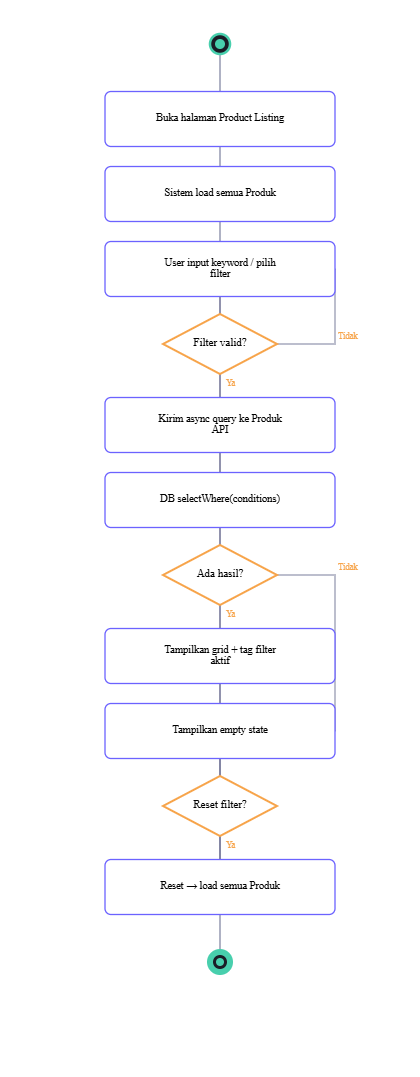 Buka halaman Product Listing
Sistem load semua Produk
User input keyword / pilih
filter
Filter valid?
Tidak
Ya
Kirim async query ke Produk
API
DB selectWhere(conditions)
Ada hasil?
Tidak
Ya
Tampilkan grid + tag filter
aktif
Tampilkan empty state
Reset filter?
Ya
Reset → load semua Produk